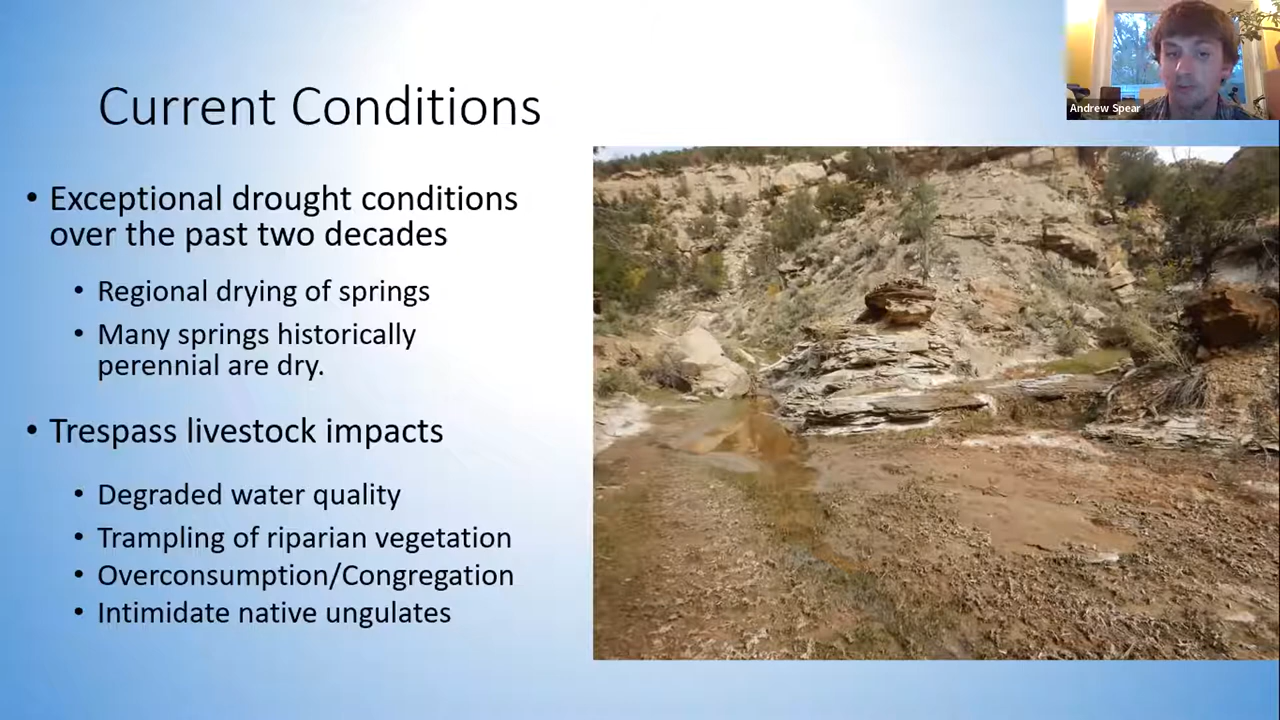 Andrew Spear
Current Conditions
• Exceptional drought conditions
over the past two decades
• Regional drying of springs
• Many springs historically
perennial are dry.
• Trespass livestock impacts
• Degraded water quality
• Trampling of riparian vegetation
• Overconsumption/Congregation
• Intimidate native ungulates